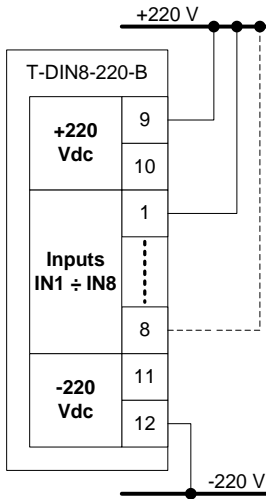 +220 V
T-DIN8-220-B
+220
Vdc
9
10
Inputs
IN1 ÷ IN8
1
8
-220
Vdc
11
12
-220 V